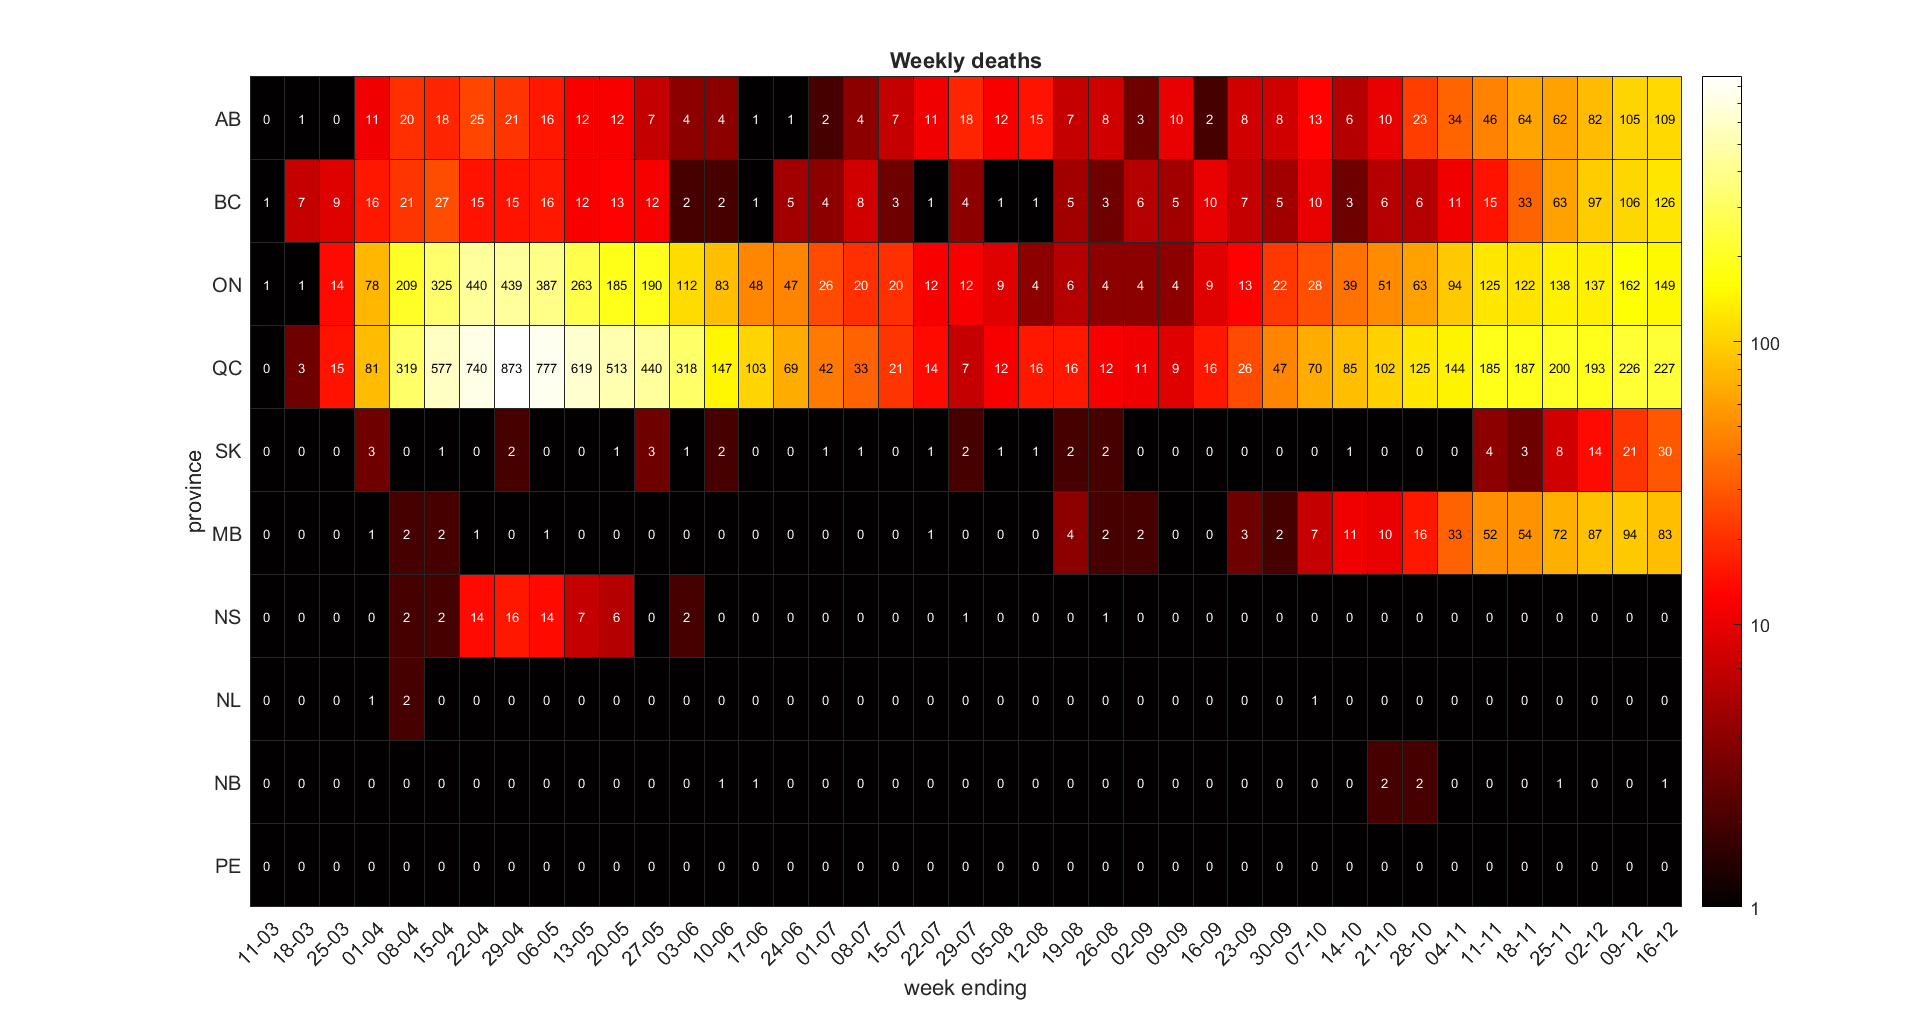 Weekly deaths
AB 0 1 0 11 20 18 25 21 16 12 12 7 4 4 1 1 2 4 7 11 18 12 15 7 8 3 10 2 8 8 13 6 10 23 34 46 64 62 82 105 109
BC 1 7 9 16 21 27 15 15 16 12 13 12 2 2 1 5 4 8 3 1 4 1 1 5 3 6 5 10 7 5 10 3 6 6 11 15 33 63 97 106 126
ON 1 1 14 78 209 325 440 439 387 263 185 190 112 83 48 47 26 20 20 12 12 9 4 6 4 4 4 9 13 22 28 39 51 63 94 125 122 138 137 162 149
QC 0 3 15 81 319 577 740 873 777 619 513 440 318 147 103 69 42 33 21 14 7 12 16 16 12 11 9 16 26 47 70 85 102 125 144 185 187 200 193 226 227
SK 0 0 0 3 0 1 0 2 0 0 1 3 1 2 0 0 1 1 0 1 2 1 1 2 2 0 0 0 0 0 0 1 0 0 0 4 3 8 14 21 30
MB 0 0 0 1 2 2 1 0 1 0 0 0 0 0 0 0 0 0 0 1 0 0 0 4 2 2 0 0 3 2 7 11 10 16 33 52 54 72 87 94 83
NS 0 0 0 0 2 2 14 16 14 7 6 0 2 0 0 0 0 0 0 0 1 0 0 0 1 0 0 0 0 0 0 0 0 0 0 0 0 0 0 0 0
NL 0 0 0 1 2 0 0 0 0 0 0 0 0 0 0 0 0 0 0 0 0 0 0 0 0 0 0 0 0 0 1 0 0 0 0 0 0 0 0 0 0
NB 0 0 0 0 0 0 0 0 0 0 0 0 0 1 1 0 0 0 0 0 0 0 0 0 0 0 0 0 0 0 0 0 2 2 0 0 0 1 0 0 1
PE 0 0 0 0 0 0 0 0 0 0 0 0 0 0 0 0 0 0 0 0 0 0 0 0 0 0 0 0 0 0 0 0 0 0 0 0 0 0 0 0 0
province
11-03 18-03 25-03 01-04 08-04 15-04 22-04 29-04 06-05 13-05 20-05 27-05 03-06 10-06 17-06 24-06 01-07 08-07 15-07 22-07 29-07 05-08 12-08 19-08 26-08 02-09 09-09 16-09 23-09 30-09 07-10 14-10 21-10 28-10 04-11 11-11 18-11 25-11 02-12 09-12 16-12
week ending
100
10
1